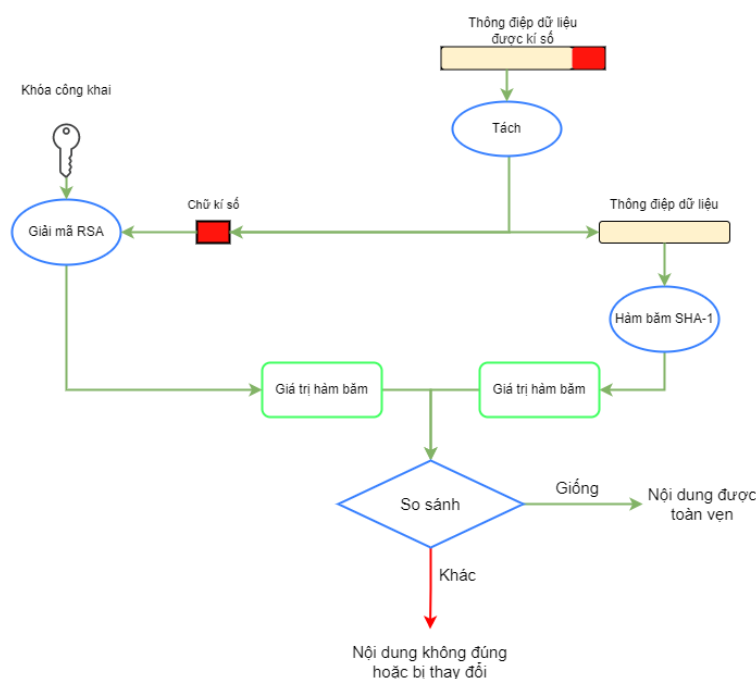 Thông điệp dữ liệu
được kí số
Khóa công khai
Tách
Chữ kí số
Thông điệp dữ liệu
Giải mã RSA
Hàm băm SHA-1
Giá trị hàm băm
Giá trị hàm băm
So sánh
Giống
Nội dung được
toàn vẹn
Khác
Nội dung không đúng
hoặc bị thay đổi